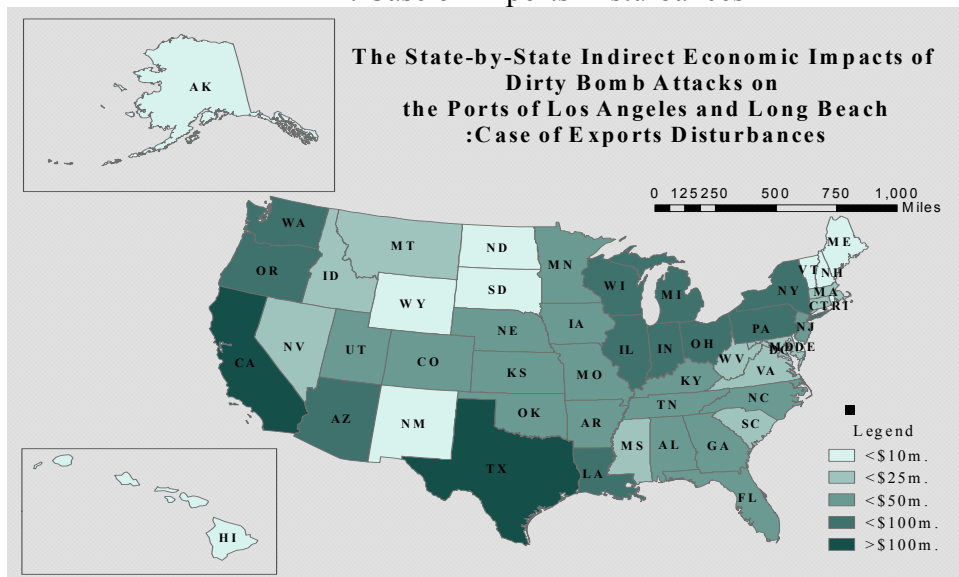 The State-by-State Indirect Economic Impacts of
Dirty Bomb Attacks on
the Ports of Los Angeles and Long Beach
:Case of Exports Disturbances
0 125 250 500 750 1,000
Miles
AK
WA
MT
ND
MN
ME
OR
ID
SD
WI
MI
NY
VT
NH
MA
CT
RI
WY
NE
IA
PA
NJ
NV
UT
CO
IL
IN
OH
MD
DE
CA
KS
MO
WV
VA
KY
AZ
NM
OK
AR
TN
NC
SC
MS
AL
GA
TX
LA
FL
HI
Legend
<$10m.
<$25m.
<$50m.
<$100m.
>$100m.